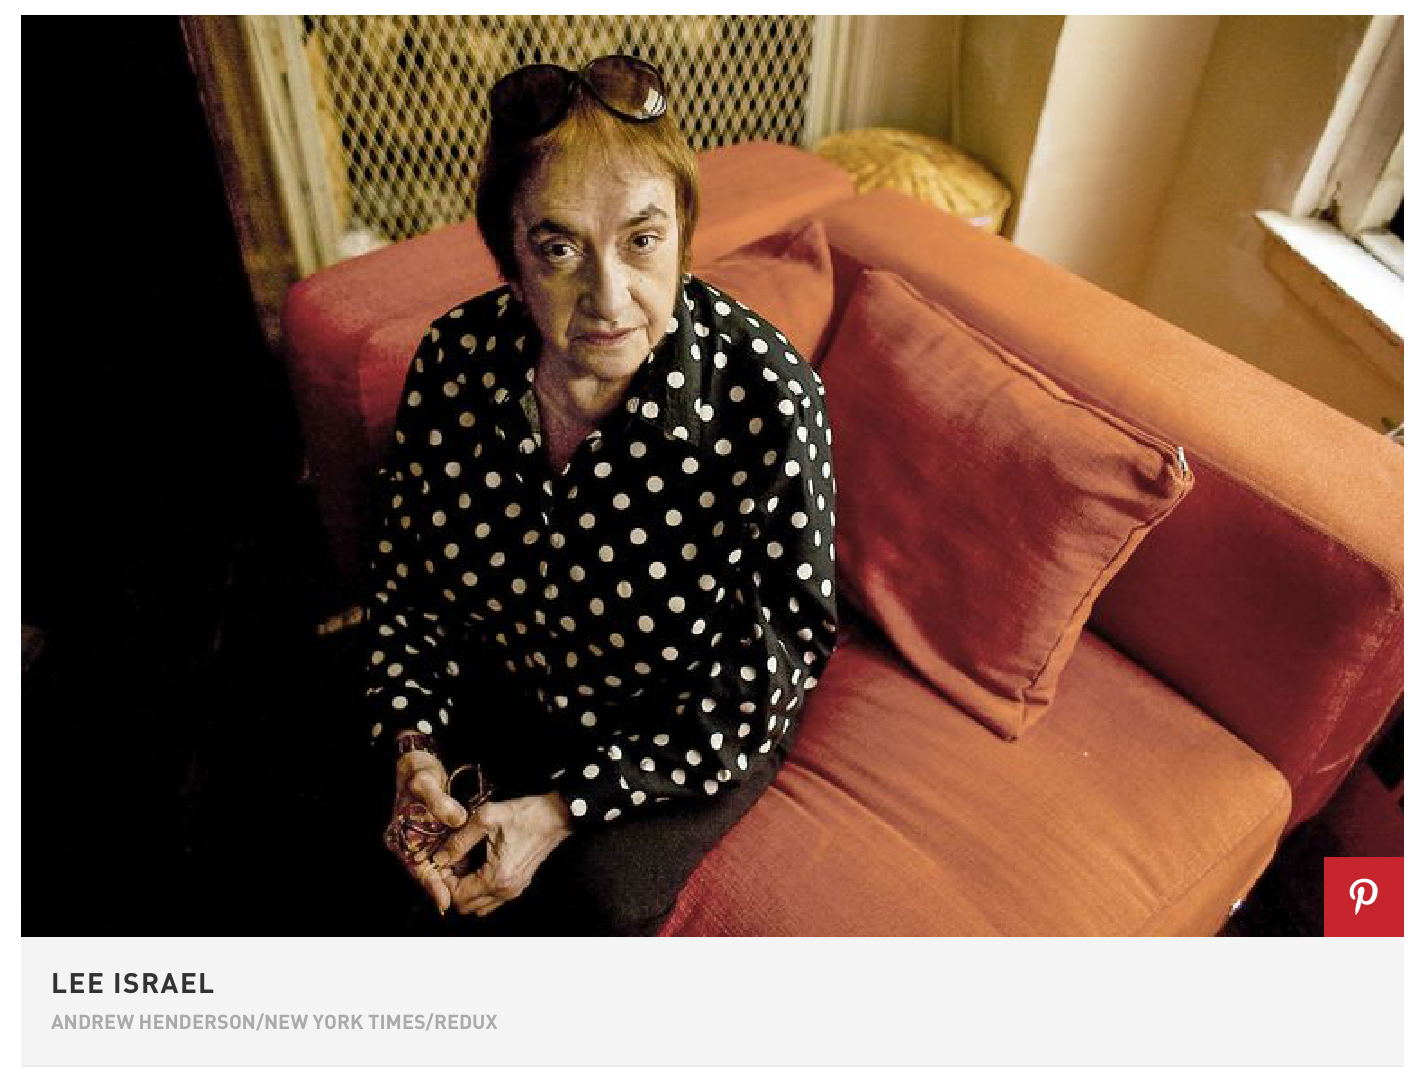 LEE ISRAEL
ANDREW HENDERSON/NEW YORK TIMES/REDUX